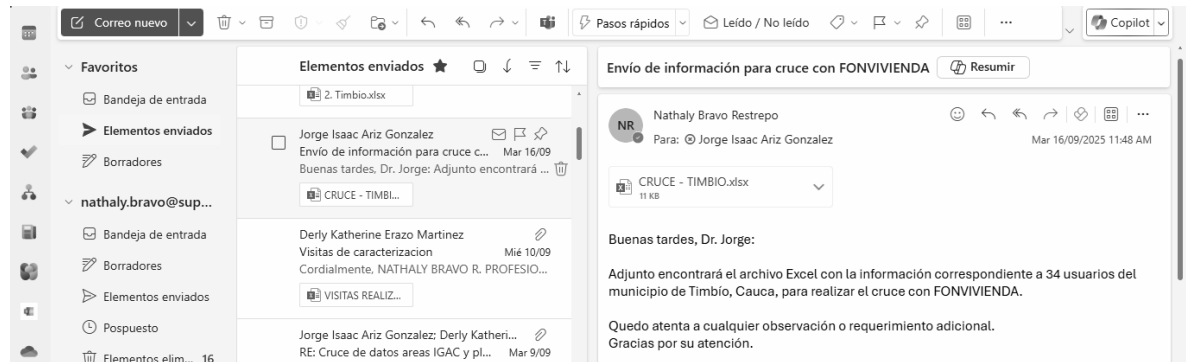 Correo nuevo
Pasos rápidos
Leído / No leído
Copilot
Favoritos
Bandeja de entrada
Elementos enviados
Borradores
nathaly.bravo@sup...
Bandeja de entrada
Borradores
Elementos enviados
Pospuesto
Elementos elim... 16
Elementos enviados
2. Timbio.xlsx
Jorge Isaac Ariz Gonzalez
Envío de información para cruce c... Mar 16/09
Buenas tardes, Dr. Jorge: Adjunto encontrará ...
CRUCE - TIMBI...
Derly Katherine Erazo Martinez
Visitas de caracterizacion Mié 10/09
Cordialmente, NATHALY BRAVO R. PROFESIO...
VISITAS REALIZ...
Jorge Isaac Ariz Gonzalez; Derly Katheri...
RE: Cruce de datos areas IGAC y pl... Mar 9/09
Envío de información para cruce con FONVIVIENDA
Resumir
NR
Nathaly Bravo Restrepo
Para: Jorge Isaac Ariz Gonzalez
Mar 16/09/2025 11:48 AM
CRUCE - TIMBIO.xlsx
11 KB
Buenas tardes, Dr. Jorge:
Adjunto encontrará el archivo Excel con la información correspondiente a 34 usuarios del
municipio de Timbío, Cauca, para realizar el cruce con FONVIVIENDA.
Quedo atenta a cualquier observación o requerimiento adicional.
Gracias por su atención.